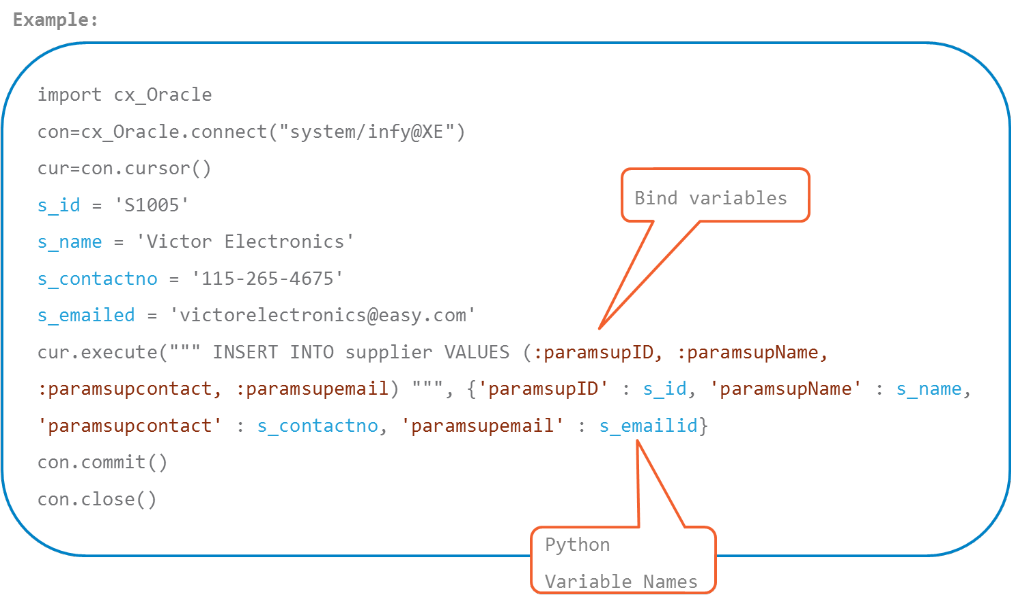 Example:
import cx_Oracle
con=cx_Oracle.connect("system/infy@XE")
cur=con.cursor()
s_id = 'S1005'
Bind variables
s_name = 'Victor Electronics'
s_contactno = '115-265-4675'
s_emailed = 'victorelectronics@easy.com'
cur.execute(""" INSERT INTO supplier VALUES (:paramsupID, :paramsupName,
:paramsupcontact, :paramsupemail) """, {'paramsupID' : s_id, 'paramsupName' : s_name,
'paramsupcontact' : s_contactno, 'paramsupemail' : s_emailid}
con.commit()
con.close()
Python
Variable Names